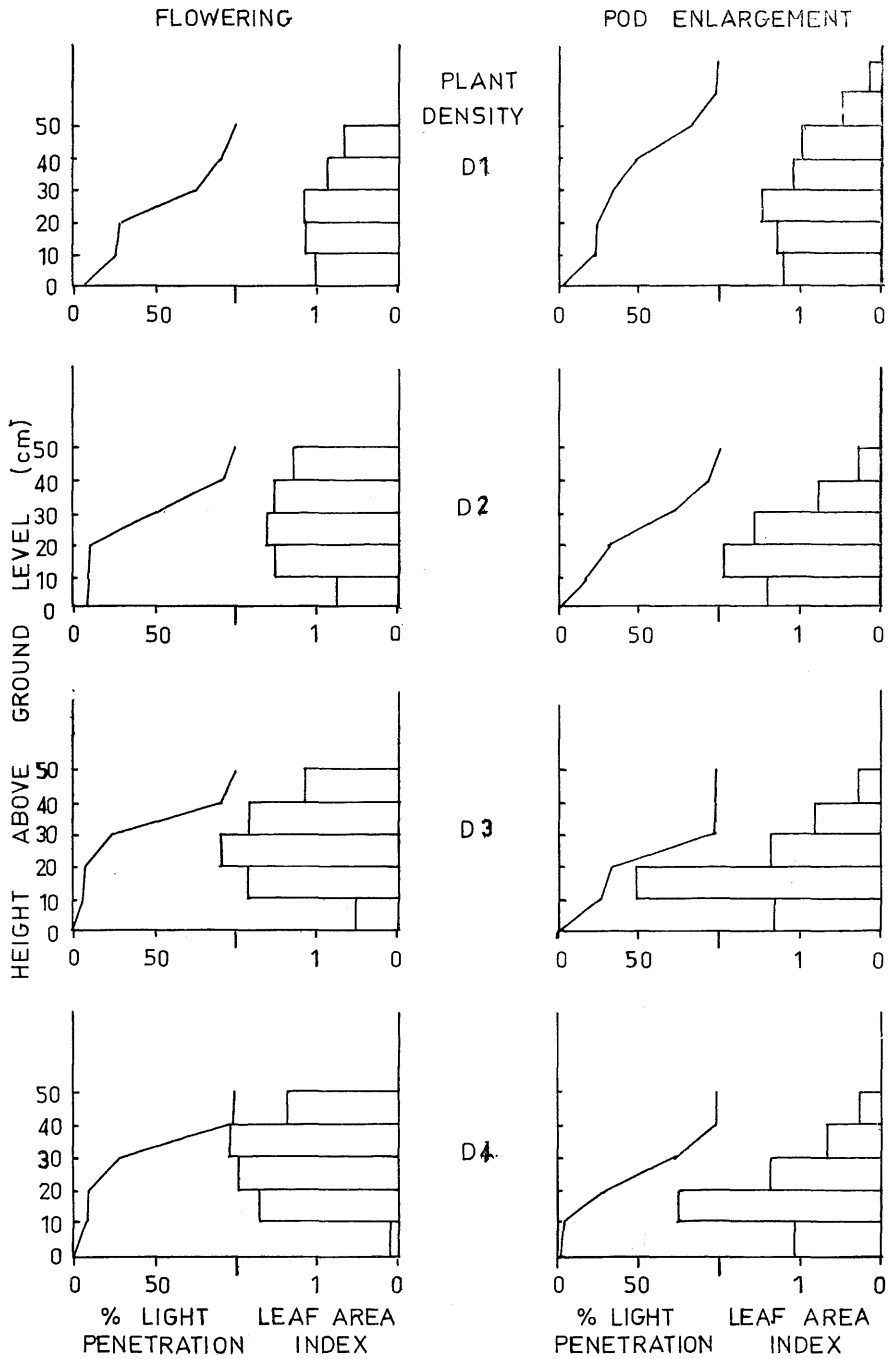 FLOWERING
POD ENLARGEMENT
PLANT
DENSITY
HEIGHT ABOVE GROUND LEVEL (cm)
50
40
30
20
10
0
0 50 1 0
D1
0 50 1 0
50
40
30
20
10
0
0 50 1 0
D2
0 50 1 0
50
40
30
20
10
0
0 50 1 0
D3
0 50 1 0
50
40
30
20
10
0
0 50 1 0
D4
0 50 1 0
% LIGHT
PENETRATION
LEAF AREA
INDEX
% LIGHT
PENETRATION
LEAF AREA
INDEX